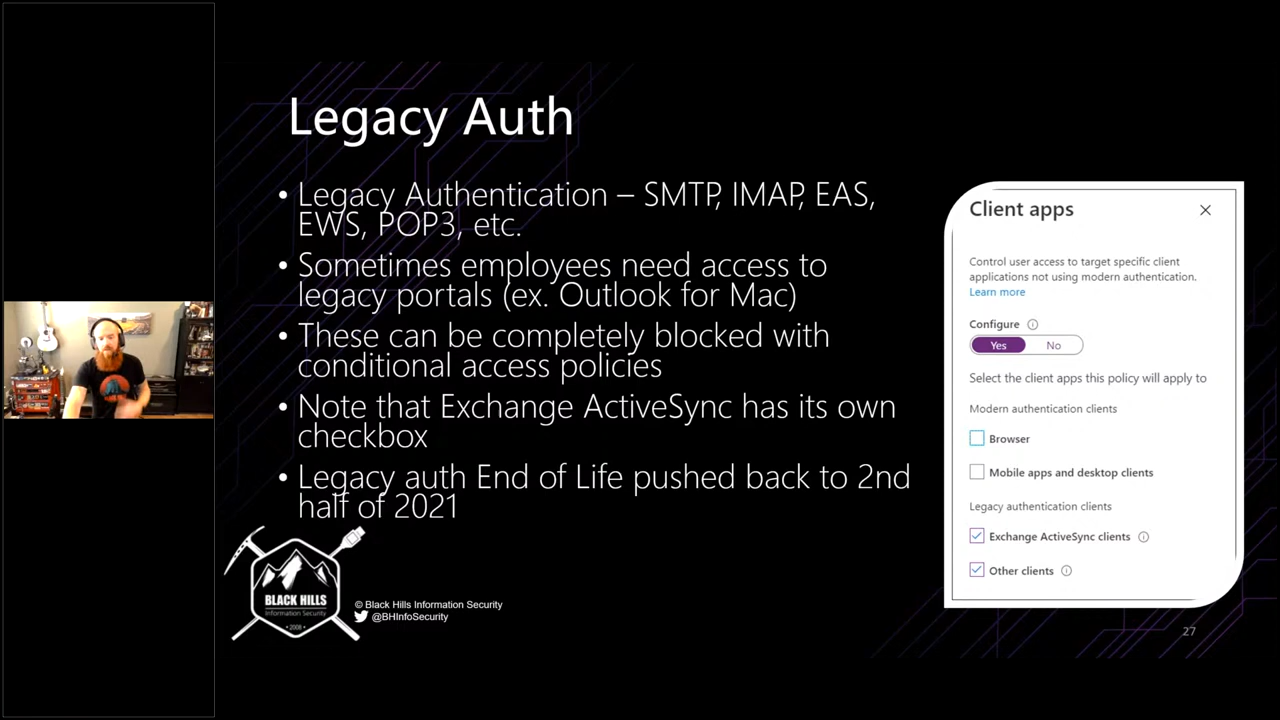 Legacy Auth
• Legacy Authentication – SMTP, IMAP, EAS,
EWS, POP3, etc.
• Sometimes employees need access to
legacy portals (ex. Outlook for Mac)
• These can be completely blocked with
conditional access policies
• Note that Exchange ActiveSync has its own
checkbox
• Legacy auth End of Life pushed back to 2nd
half of 2021
Client apps
Control user access to target specific client
applications not using modern authentication.
Learn more
Configure
Yes No
Select the client apps this policy will apply to
Modern authentication clients
Browser
Mobile apps and desktop clients
Legacy authentication clients
Exchange ActiveSync clients
Other clients
BLACK HILLS
Information Security
• 2008 •
© Black Hills Information Security
@BHInfoSecurity
27